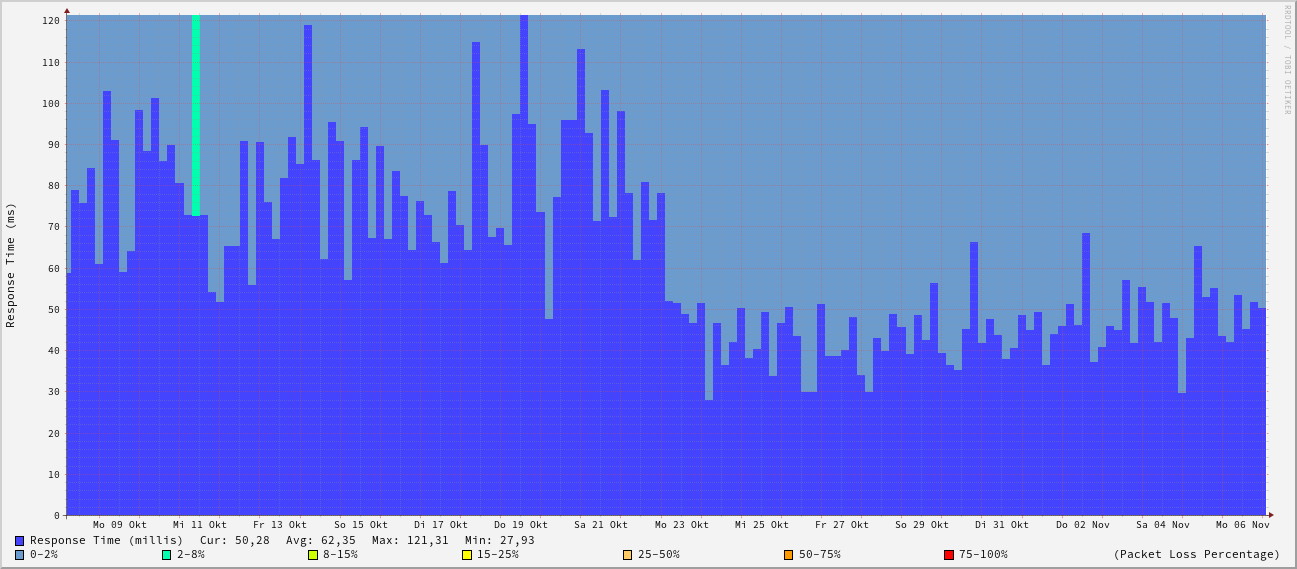 RRDTOOL / TOBI OETIKER
Response Time (ms)
120
110
100
90
80
70
60
50
40
30
20
10
0
Mo 09 Okt Mi 11 Okt Fr 13 Okt So 15 Okt Di 17 Okt Do 19 Okt Sa 21 Okt Mo 23 Okt Mi 25 Okt Fr 27 Okt So 29 Okt Di 31 Okt Do 02 Nov Sa 04 Nov Mo 06 Nov
Response Time (millis) Cur: 50,28 Avg: 62,35 Max: 121,31 Min: 27,93
0-2% 2-8% 8-15% 15-25% 25-50% 50-75% 75-100% (Packet Loss Percentage)